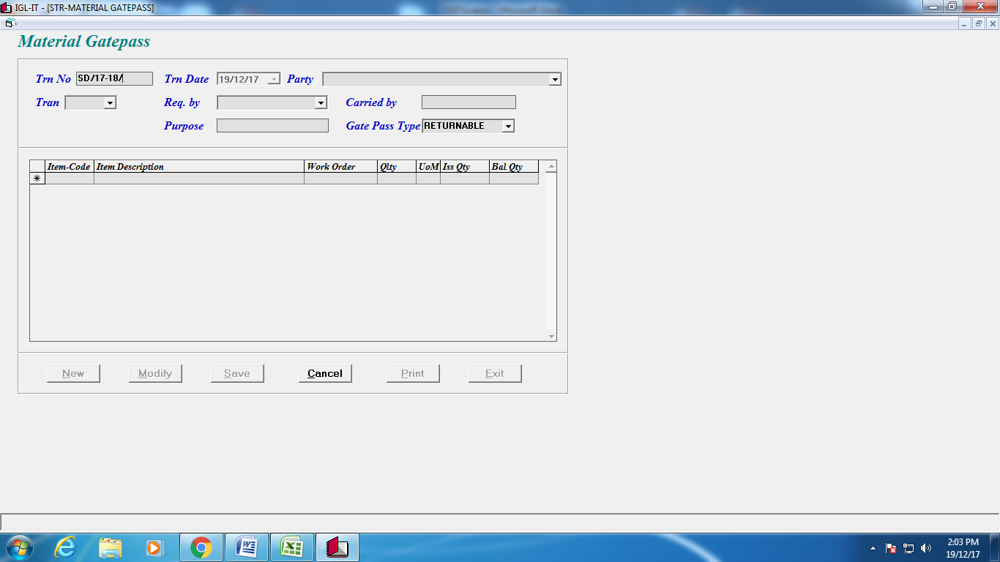 IGL-IT - [STR-MATERIAL GATEPASS]
Material Gatepass
Trn No SD/17-18/ Trn Date 19/12/17 Party
Tran Req. by Carried by
Purpose Gate Pass Type RETURNABLE
Item-Code Item Description Work Order Qlty UoM Iss Qty Bal Qty
New Modify Save Cancel Print Exit
2:03 PM
19/12/17